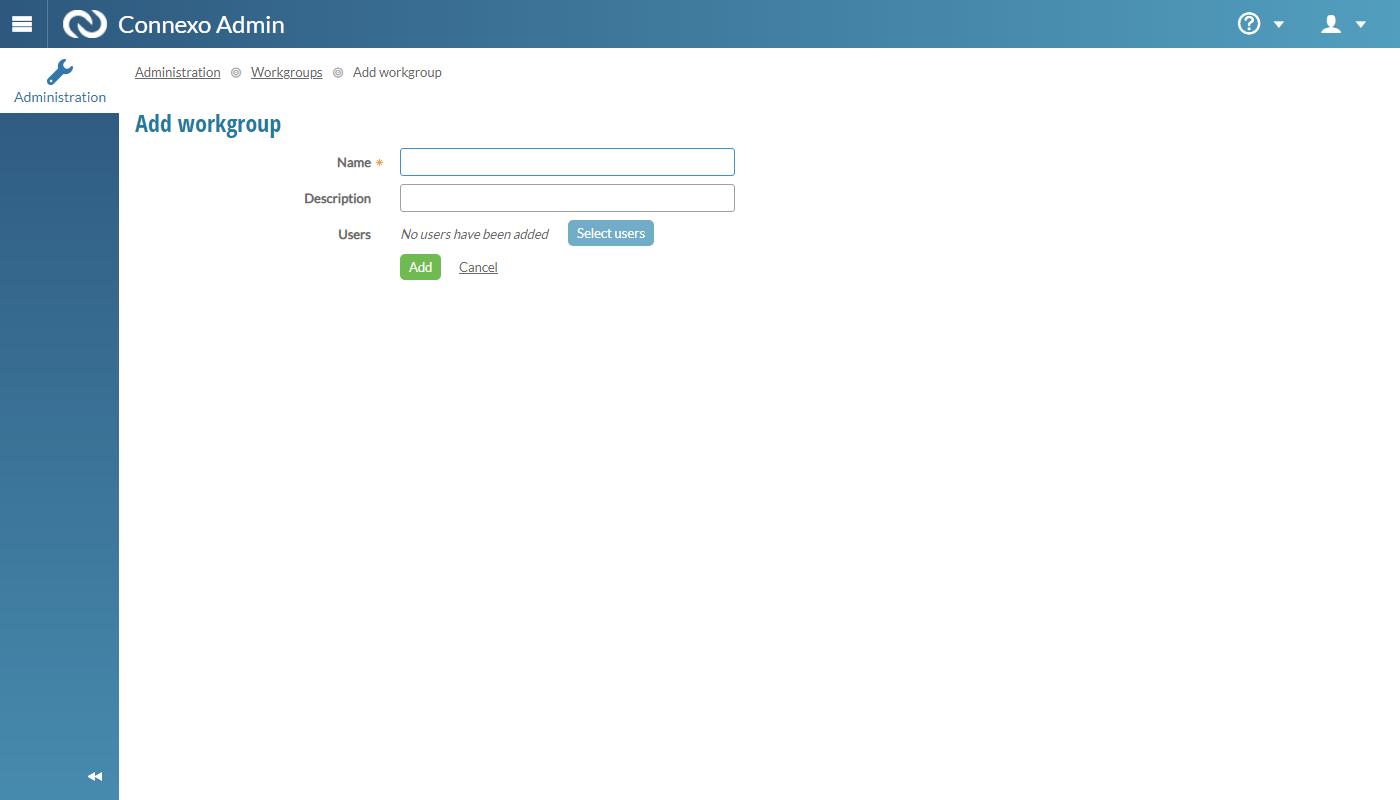 Connexo Admin
Administration
Administration Workgroups Add workgroup
Add workgroup
Name *
Description
Users No users have been added Select users
Add Cancel